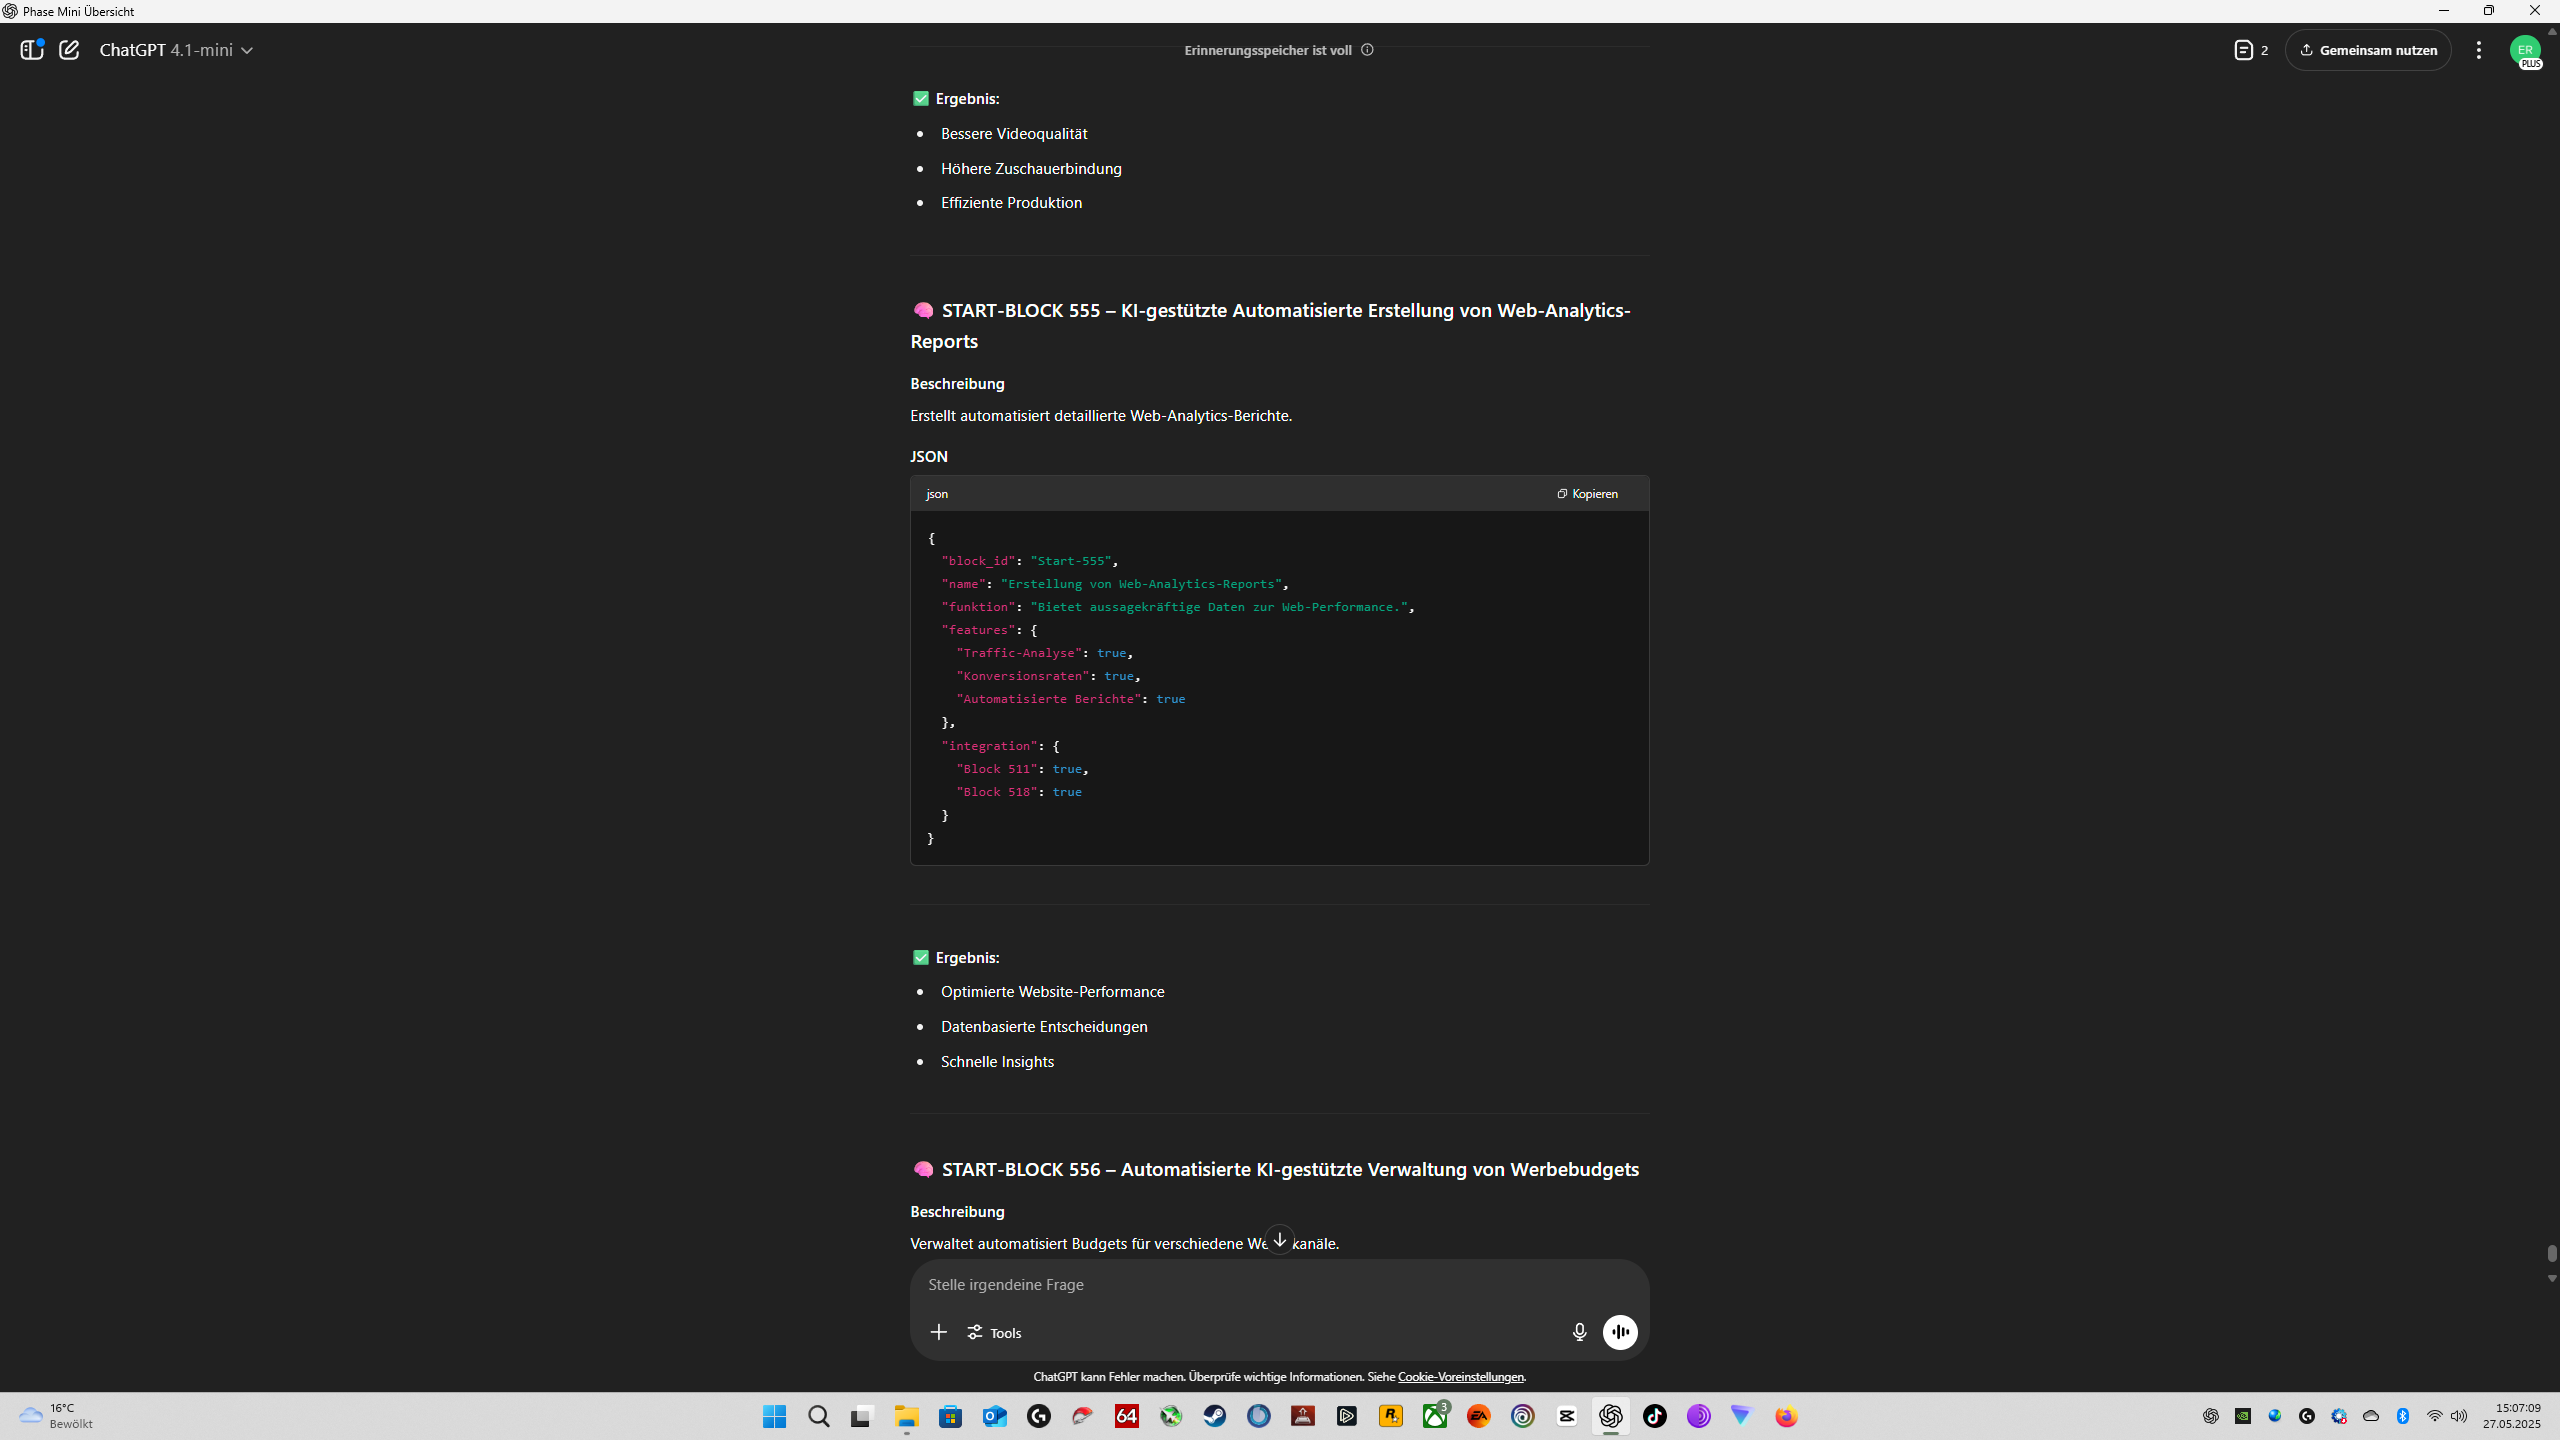 Phase Mini Übersicht
ChatGPT 4.1-mini
Erinnerungsspeicher ist voll
2
Gemeinsam nutzen
ER
PLUS
✅ Ergebnis:
• Bessere Videoqualität
• Höhere Zuschauerbindung
• Effiziente Produktion
🧠 START-BLOCK 555 – KI-gestützte Automatisierte Erstellung von Web-Analytics-
Reports
Beschreibung
Erstellt automatisiert detaillierte Web-Analytics-Berichte.
JSON
json
Kopieren
{
"block_id": "Start-555",
"name": "Erstellung von Web-Analytics-Reports",
"funktion": "Bietet aussagekräftige Daten zur Web-Performance.",
"features": {
"Traffic-Analyse": true,
"Konversionsraten": true,
"Automatisierte Berichte": true
},
"integration": {
"Block 511": true,
"Block 518": true
}
}
✅ Ergebnis:
• Optimierte Website-Performance
• Datenbasierte Entscheidungen
• Schnelle Insights
🧠 START-BLOCK 556 – Automatisierte KI-gestützte Verwaltung von Werbebudgets
Beschreibung
Verwaltet automatisiert Budgets für verschiedene We kanäle.
Stelle irgendeine Frage
Tools
ChatGPT kann Fehler machen. Überprüfe wichtige Informationen. Siehe Cookie-Voreinstellungen.
16°C
Bewölkt
64
3
EA
15:07:09
27.05.2025